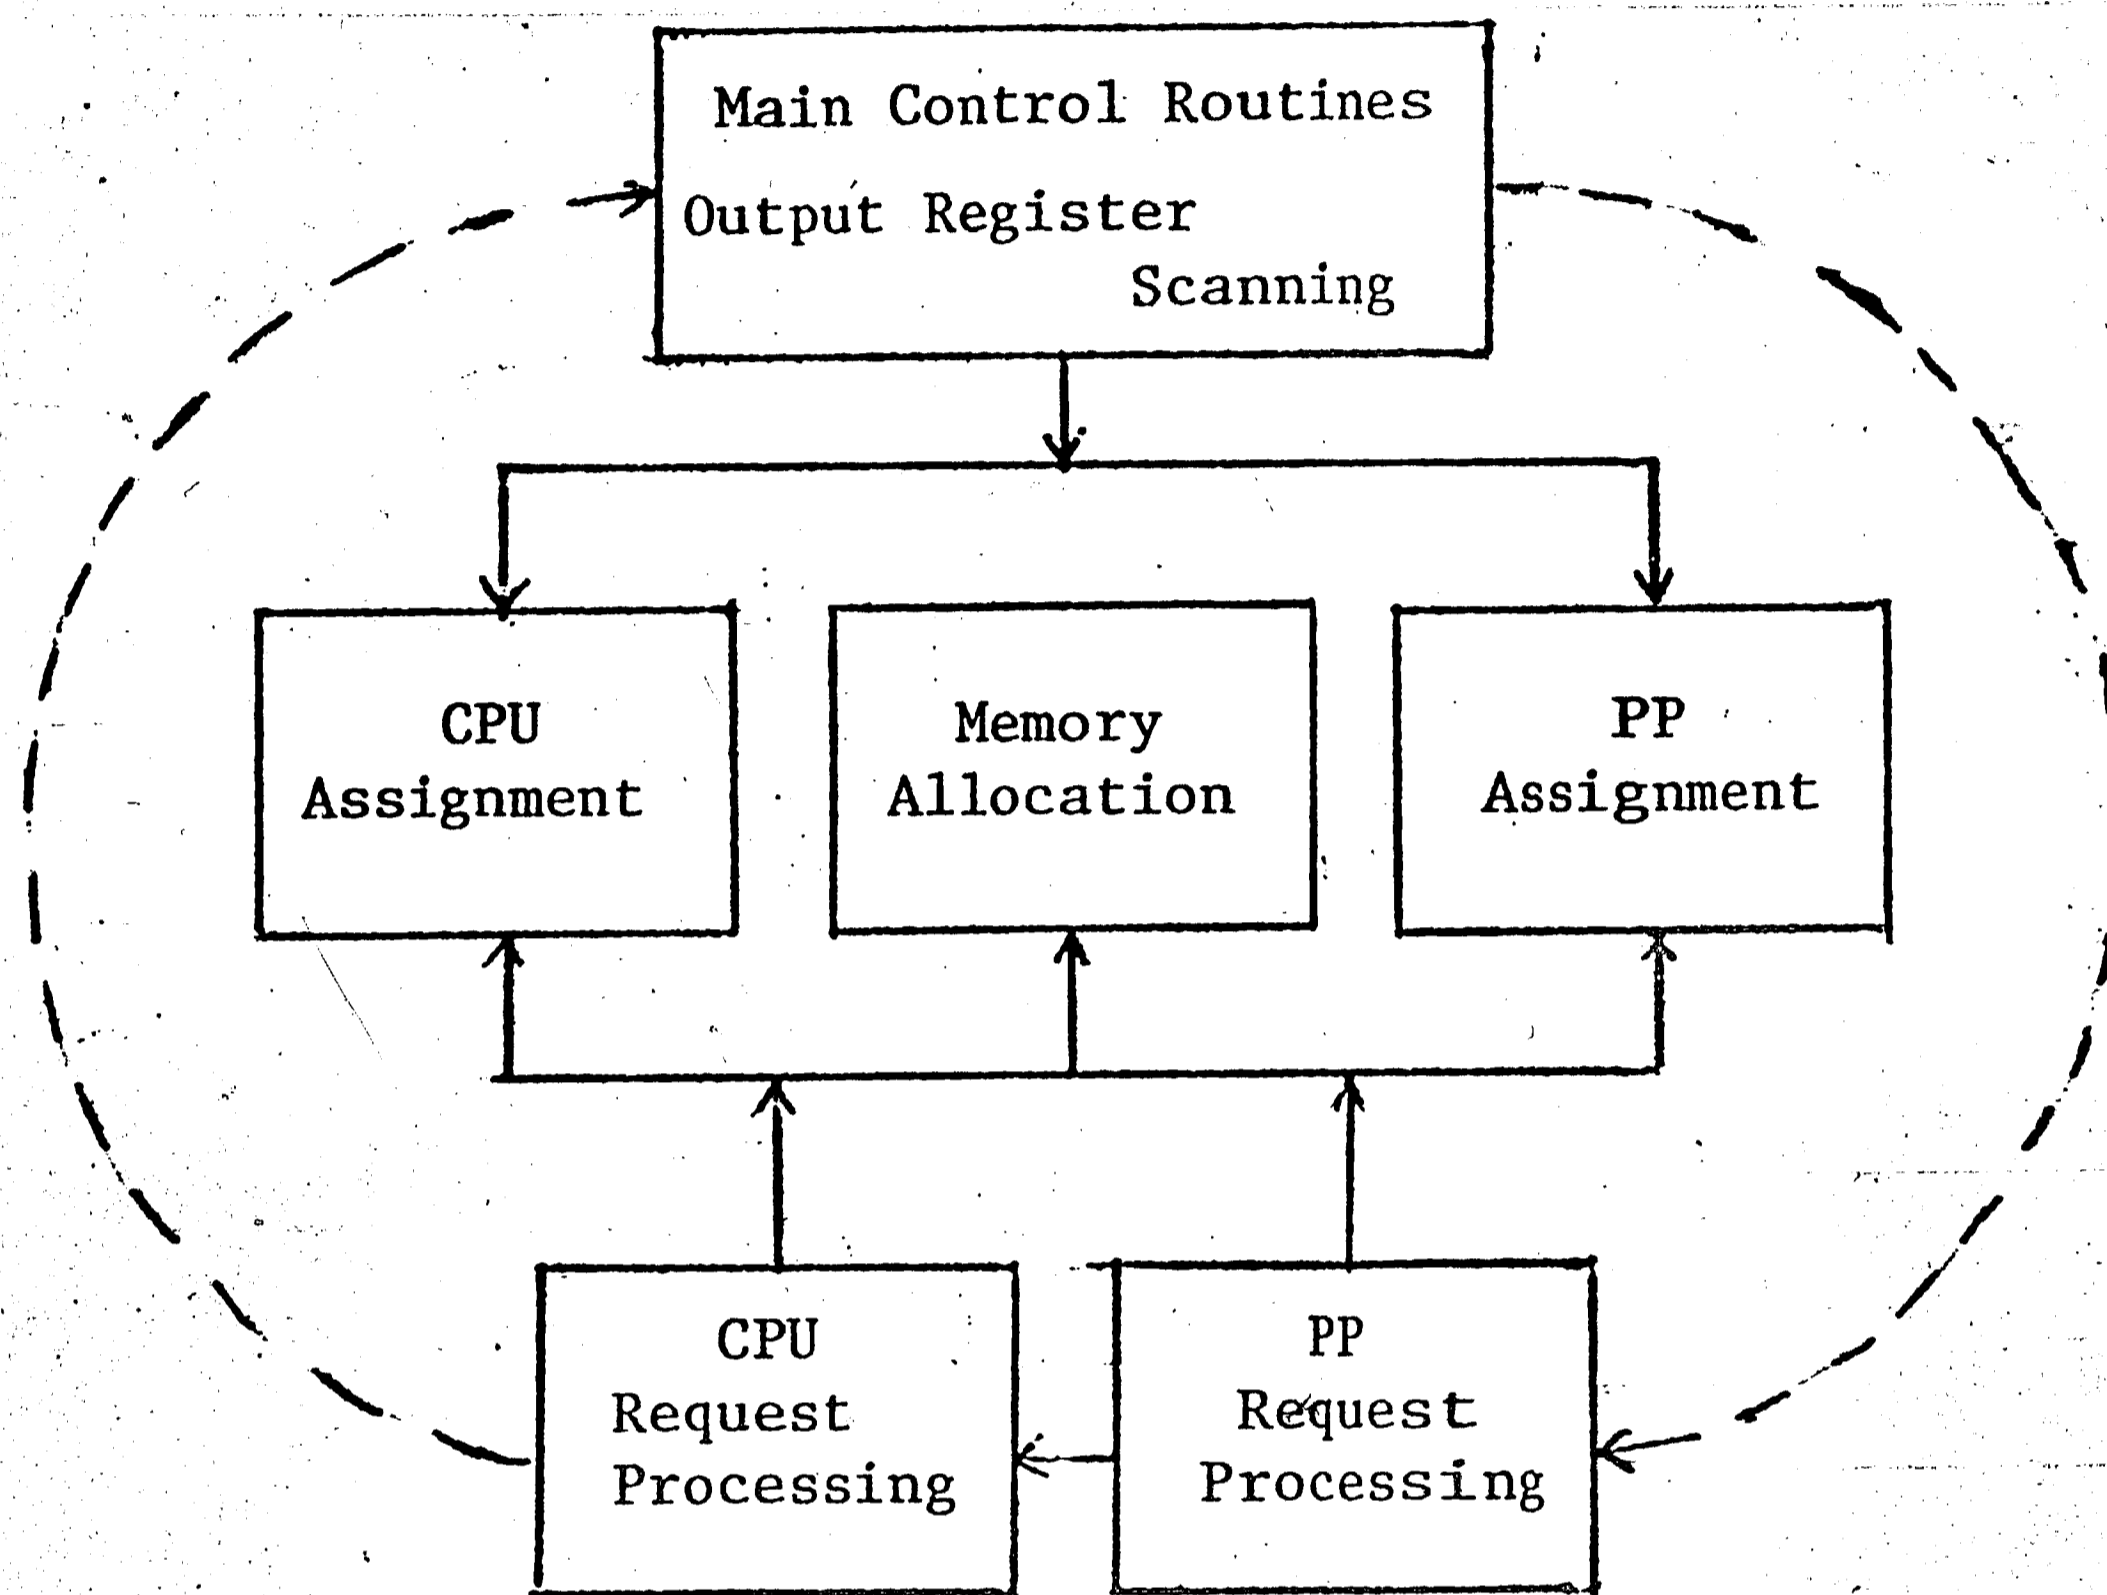 Main Control Routines
Output Register
Scanning
CPU
Assignment
Memory
Allocation
PP
Assignment
CPU
Request
Processing
PP
Request
Processing